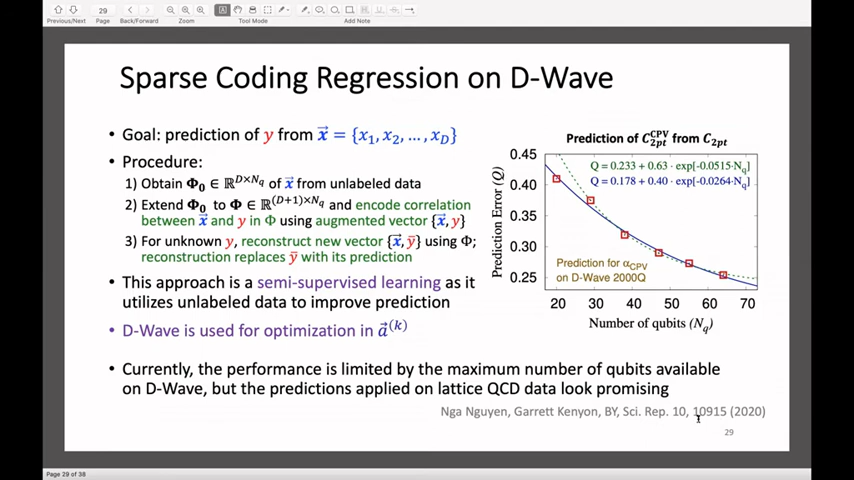 29
Previous/Next
Page
Back/Forward
Zoom
Tool Mode
Add Note
Sparse Coding Regression on D-Wave
• Goal: prediction of y from x⃗ = {x₁, x₂, …, x_D}
• Procedure:
1) Obtain Φ₀ ∈ ℝ^{D×N_q} of x⃗ from unlabeled data
2) Extend Φ₀ to Φ ∈ ℝ^{(D+1)×N_q} and encode correlation
between x⃗ and y in Φ using augmented vector {x⃗, y}
3) For unknown y, reconstruct new vector {x⃗, ȳ} using Φ;
reconstruction replaces ȳ with its prediction
• This approach is a semi-supervised learning as it
utilizes unlabeled data to improve prediction
• D-Wave is used for optimization in a⃗^{(k)}
Prediction of C_{2pt}^{CPV} from C_{2pt}
Q = 0.233 + 0.63 · exp[-0.0515·N_q]
Q = 0.178 + 0.40 · exp[-0.0264·N_q]
0.45
0.40
0.35
0.30
0.25
Prediction Error (Q)
Prediction for α_{CPV}
on D-Wave 2000Q
20 30 40 50 60 70
Number of qubits (N_q)
• Currently, the performance is limited by the maximum number of qubits available
on D-Wave, but the predictions applied on lattice QCD data look promising
Nga Nguyen, Garrett Kenyon, BY, Sci. Rep. 10, 10915 (2020)
29
Page 29 of 38